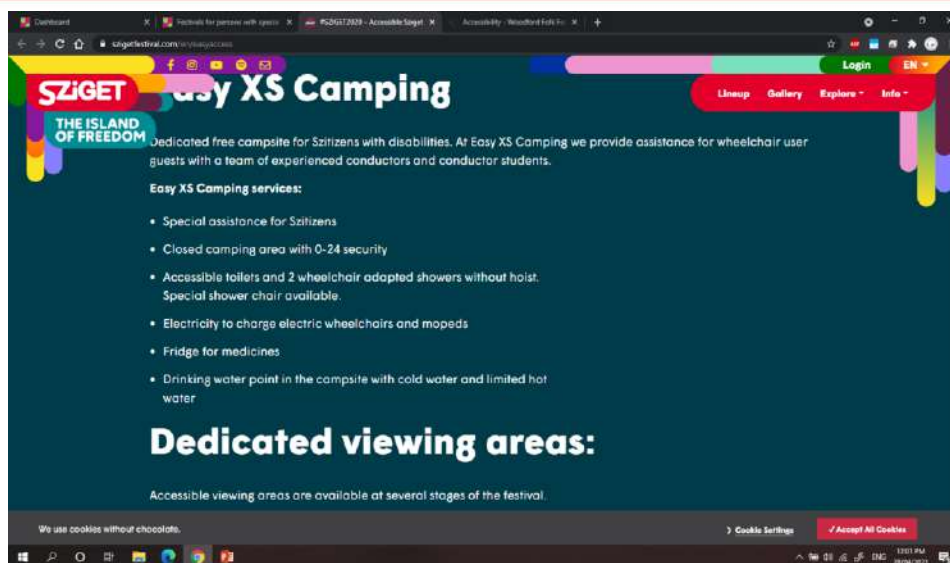 Dashboard
Festivals for persons with specia
#SZIGET2020 - Accessible Sziget
Accessibility - Woodford Folk Fe
szigetfestival.com/en/easyaccess
Login
EN
SZiGET
THE ISLAND
OF FREEDOM
Lineup
Gallery
Explore
Info
Easy XS Camping
Dedicated free campsite for Szitizens with disabilities. At Easy XS Camping we provide assistance for wheelchair user
guests with a team of experienced conductors and conductor students.
Easy XS Camping services:
• Special assistance for Szitizens
• Closed camping area with 0-24 security
• Accessible toilets and 2 wheelchair adapted showers without hoist.
Special shower chair available.
• Electricity to charge electric wheelchairs and mopeds
• Fridge for medicines
• Drinking water point in the campsite with cold water and limited hot
water
Dedicated viewing areas:
Accessible viewing areas are available at several stages of the festival.
We use cookies without chocolate.
Cookie Settings
✓Accept All Cookies
ENG